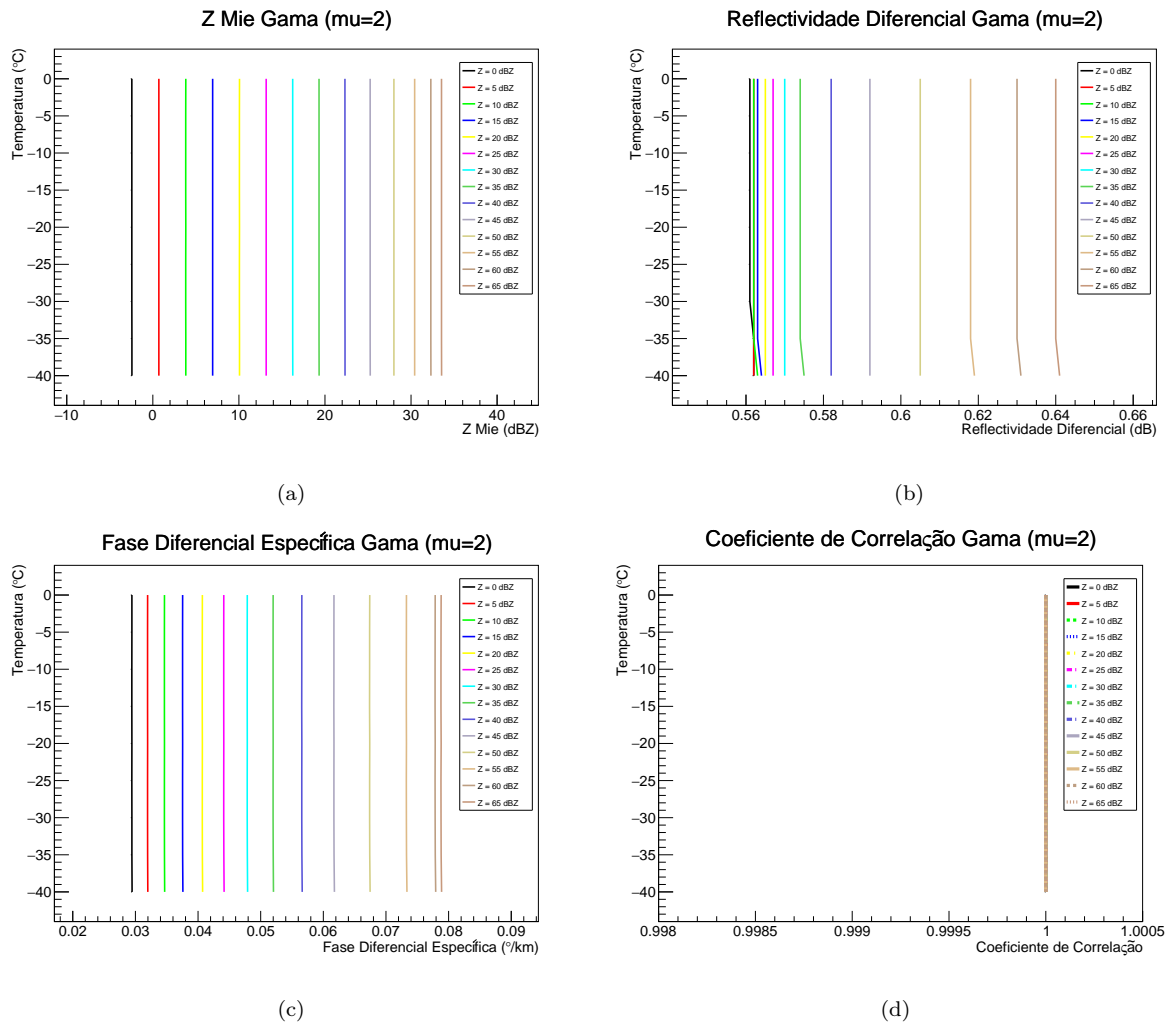 Z Mie Gama (mu=2)
Temperatura (°C)
0
−5
−10
−15
−20
−25
−30
−35
−40
−10
0
10
20
30
40
Z Mie (dBZ)
Z = 0 dBZ
Z = 5 dBZ
Z = 10 dBZ
Z = 15 dBZ
Z = 20 dBZ
Z = 25 dBZ
Z = 30 dBZ
Z = 35 dBZ
Z = 40 dBZ
Z = 45 dBZ
Z = 50 dBZ
Z = 55 dBZ
Z = 60 dBZ
Z = 65 dBZ
(a)
Reflectividade Diferencial Gama (mu=2)
Temperatura (°C)
0
−5
−10
−15
−20
−25
−30
−35
−40
0.56
0.58
0.6
0.62
0.64
0.66
Reflectividade Diferencial (dB)
Z = 0 dBZ
Z = 5 dBZ
Z = 10 dBZ
Z = 15 dBZ
Z = 20 dBZ
Z = 25 dBZ
Z = 30 dBZ
Z = 35 dBZ
Z = 40 dBZ
Z = 45 dBZ
Z = 50 dBZ
Z = 55 dBZ
Z = 60 dBZ
Z = 65 dBZ
(b)
Fase Diferencial Específica Gama (mu=2)
Temperatura (°C)
0
−5
−10
−15
−20
−25
−30
−35
−40
0.02
0.03
0.04
0.05
0.06
0.07
0.08
0.09
Fase Diferencial Específica (°/km)
Z = 0 dBZ
Z = 5 dBZ
Z = 10 dBZ
Z = 15 dBZ
Z = 20 dBZ
Z = 25 dBZ
Z = 30 dBZ
Z = 35 dBZ
Z = 40 dBZ
Z = 45 dBZ
Z = 50 dBZ
Z = 55 dBZ
Z = 60 dBZ
Z = 65 dBZ
(c)
Coeficiente de Correlação Gama (mu=2)
Temperatura (°C)
0
−5
−10
−15
−20
−25
−30
−35
−40
0.998
0.9985
0.999
0.9995
1
1.0005
Coeficiente de Correlação
Z = 0 dBZ
Z = 5 dBZ
Z = 10 dBZ
Z = 15 dBZ
Z = 20 dBZ
Z = 25 dBZ
Z = 30 dBZ
Z = 35 dBZ
Z = 40 dBZ
Z = 45 dBZ
Z = 50 dBZ
Z = 55 dBZ
Z = 60 dBZ
Z = 65 dBZ
(d)